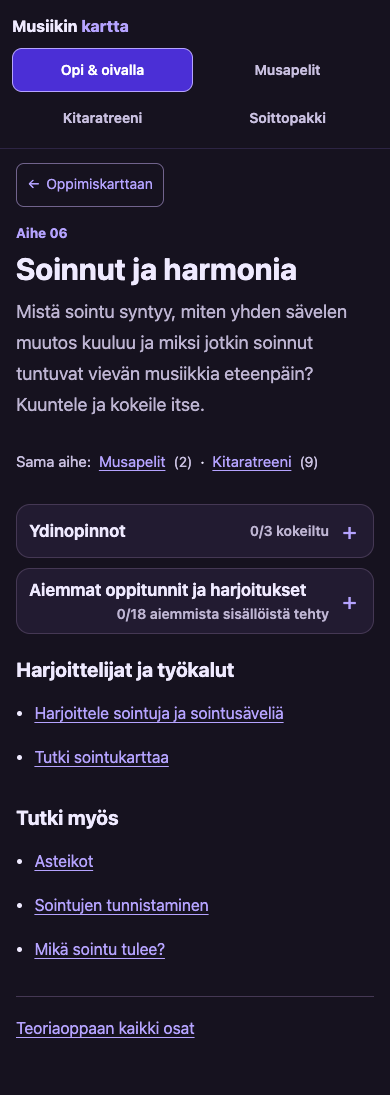 Musiikin kartta
Opi & oivalla
Musapelit
Kitaratreeni
Soittopakki
← Oppimiskarttaan
Aihe 06
Soinnut ja harmonia
Mistä sointu syntyy, miten yhden sävelen
muutos kuuluu ja miksi jotkin soinnut
tuntuvat vievän musiikkia eteenpäin?
Kuuntele ja kokeile itse.
Sama aihe: Musapelit (2) · Kitaratreeni (9)
Ydinopinnot 0/3 kokeiltu +
Aiemmat oppitunnit ja harjoitukset
0/18 aiemmista sisällöistä tehty +
Harjoittelijat ja työkalut
• Harjoittele sointuja ja sointusäveliä
• Tutki sointukarttaa
Tutki myös
• Asteikot
• Sointujen tunnistaminen
• Mikä sointu tulee?
Teoriaoppaan kaikki osat